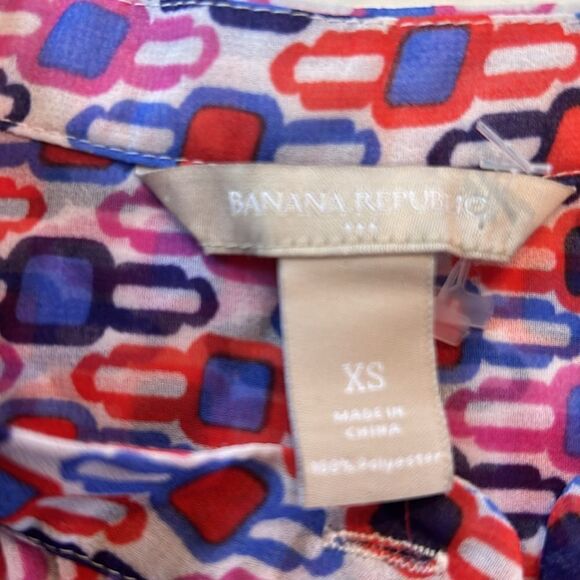 BANANA REPUBLIC
XS
MADE IN
CHINA
100% Polyester